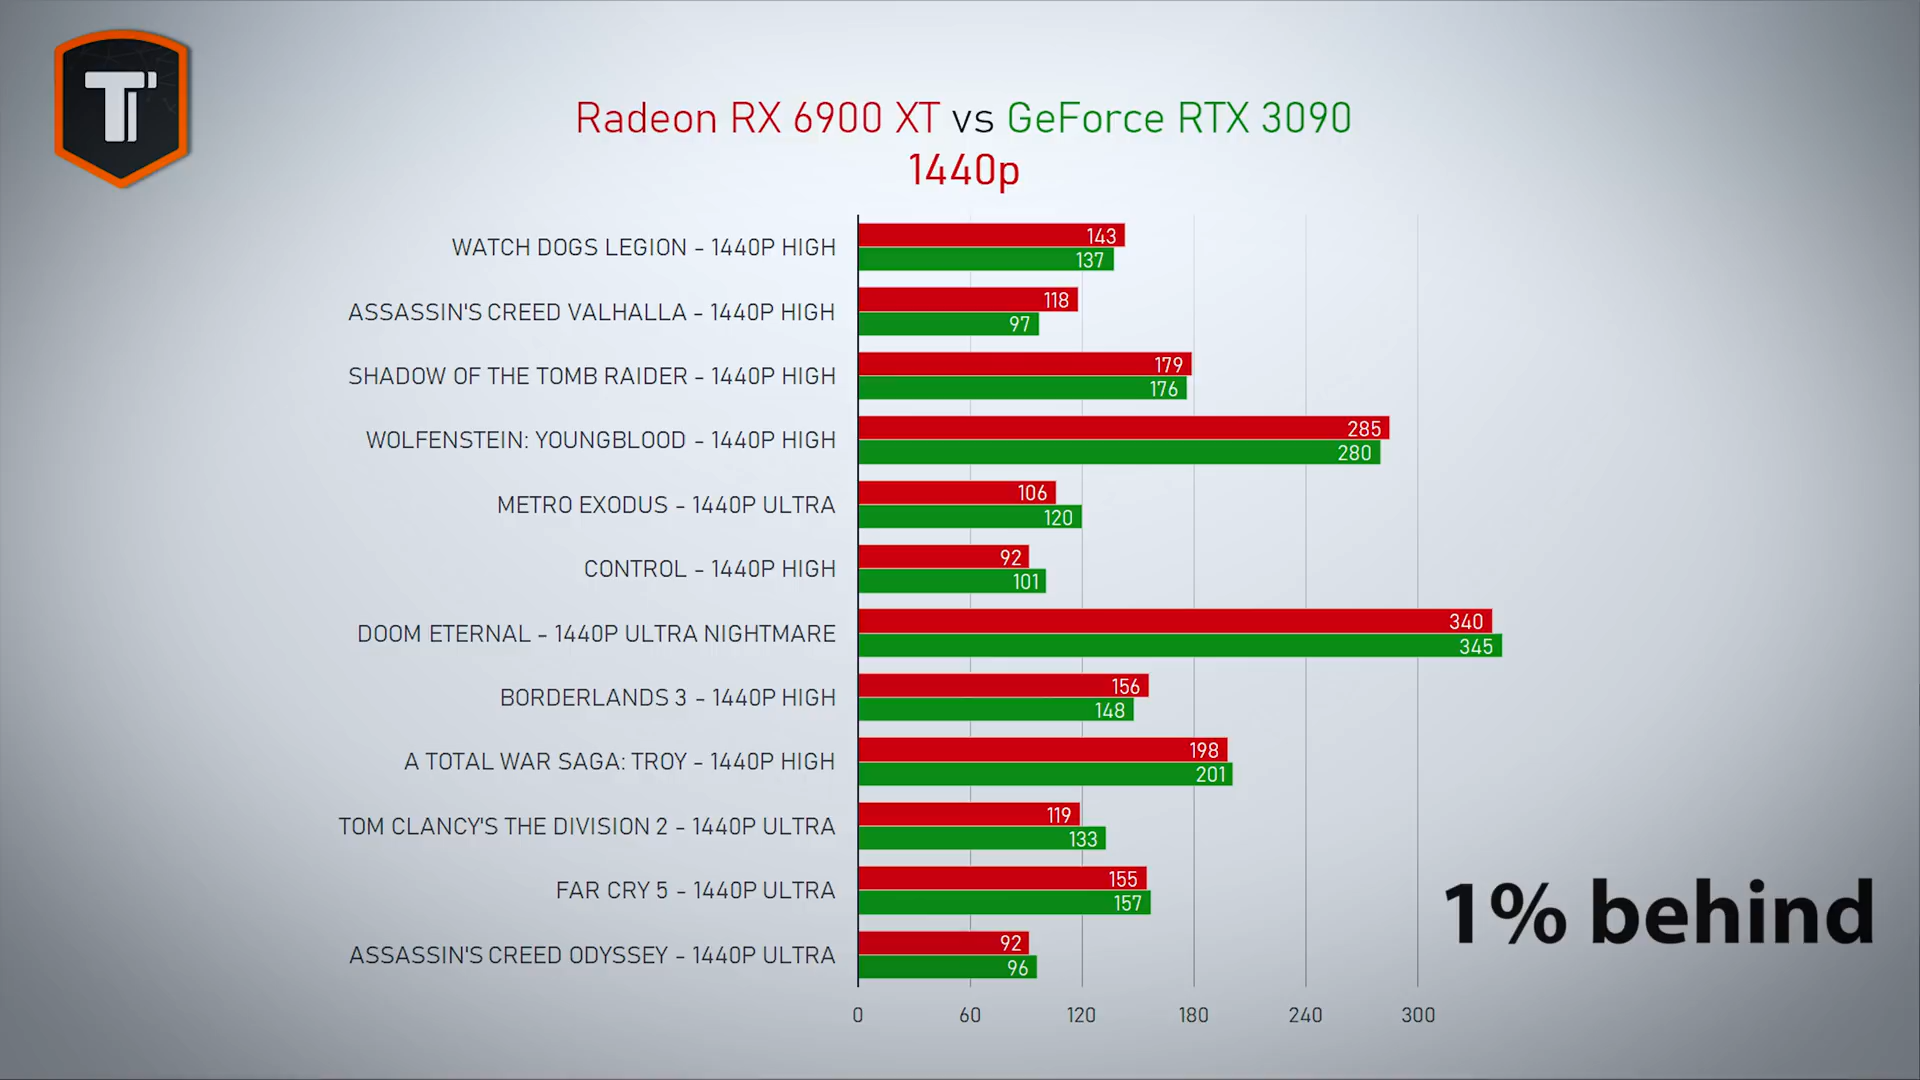 Radeon RX 6900 XT vs GeForce RTX 3090
1440p
WATCH DOGS LEGION - 1440P HIGH 143 137
ASSASSIN'S CREED VALHALLA - 1440P HIGH 118 97
SHADOW OF THE TOMB RAIDER - 1440P HIGH 179 176
WOLFENSTEIN: YOUNGBLOOD - 1440P HIGH 285 280
METRO EXODUS - 1440P ULTRA 106 120
CONTROL - 1440P HIGH 92 101
DOOM ETERNAL - 1440P ULTRA NIGHTMARE 340 345
BORDERLANDS 3 - 1440P HIGH 156 148
A TOTAL WAR SAGA: TROY - 1440P HIGH 198 201
TOM CLANCY'S THE DIVISION 2 - 1440P ULTRA 119 133
FAR CRY 5 - 1440P ULTRA 155 157
1% behind
ASSASSIN'S CREED ODYSSEY - 1440P ULTRA 92 96
0 60 120 180 240 300